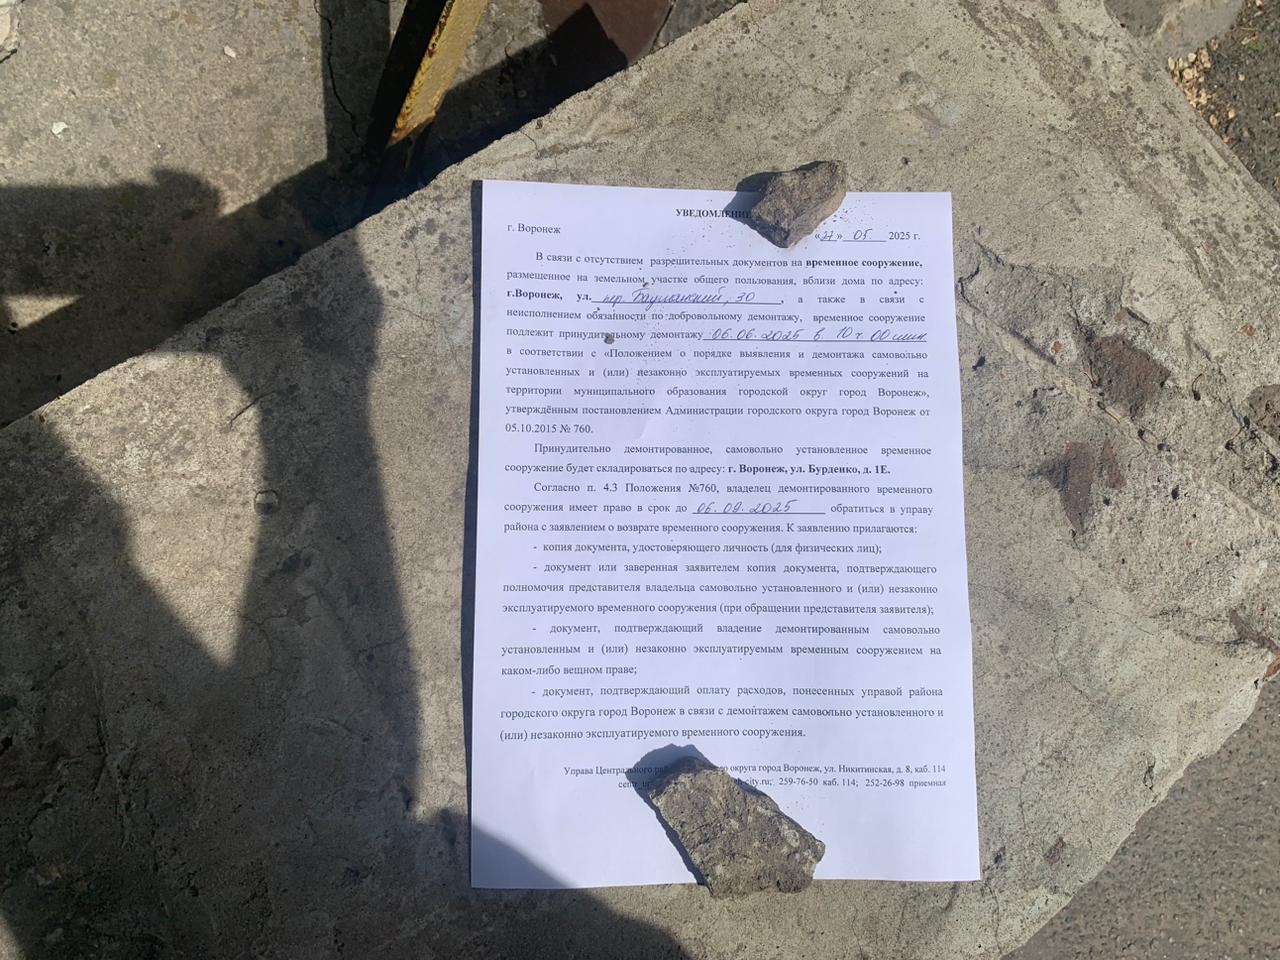 УВЕДОМЛЕНИЕ
г. Воронеж «27» 05. 2025 г.
В связи с отсутствием разрешительных документов на временное сооружение,
размещенное на земельном участке общего пользования, вблизи дома по адресу:
г.Воронеж, ул. пер. Бауманский, 30, а также в связи с
неисполнением обязанности по добровольному демонтажу, временное сооружение
подлежит принудительному демонтажу 06.06.2025 в 10 ч. 00 мин
в соответствии с «Положением о порядке выявления и демонтажа самовольно
установленных и (или) незаконно эксплуатируемых временных сооружений на
территории муниципального образования городской округ город Воронеж»,
утверждённым постановлением Администрации городского округа город Воронеж от
05.10.2015 № 760.
Принудительно демонтированное, самовольно установленное временное
сооружение будет складироваться по адресу: г. Воронеж, ул. Бурденко, д. 1Е.
Согласно п. 4.3 Положения №760, владелец демонтированного временного
сооружения имеет право в срок до 06.09.2025 обратиться в управу
района с заявлением о возврате временного сооружения. К заявлению прилагаются:
- копия документа, удостоверяющего личность (для физических лиц);
- документ или заверенная заявителем копия документа, подтверждающего
полномочия представителя владельца самовольно установленного и (или) незаконно
эксплуатируемого временного сооружения (при обращении представителя заявителя);
- документ, подтверждающий владение демонтированным самовольно
установленным и (или) незаконно эксплуатируемым временным сооружением на
каком-либо вещном праве;
- документ, подтверждающий оплату расходов, понесенных управой района
городского округа город Воронеж в связи с демонтажем самовольно установленного и
(или) незаконно эксплуатируемого временного сооружения.
Управа округа город Воронеж, ул. Никитинская, д. 8, каб. 114
259-76-50 каб. 114; 252-26-98 приемная